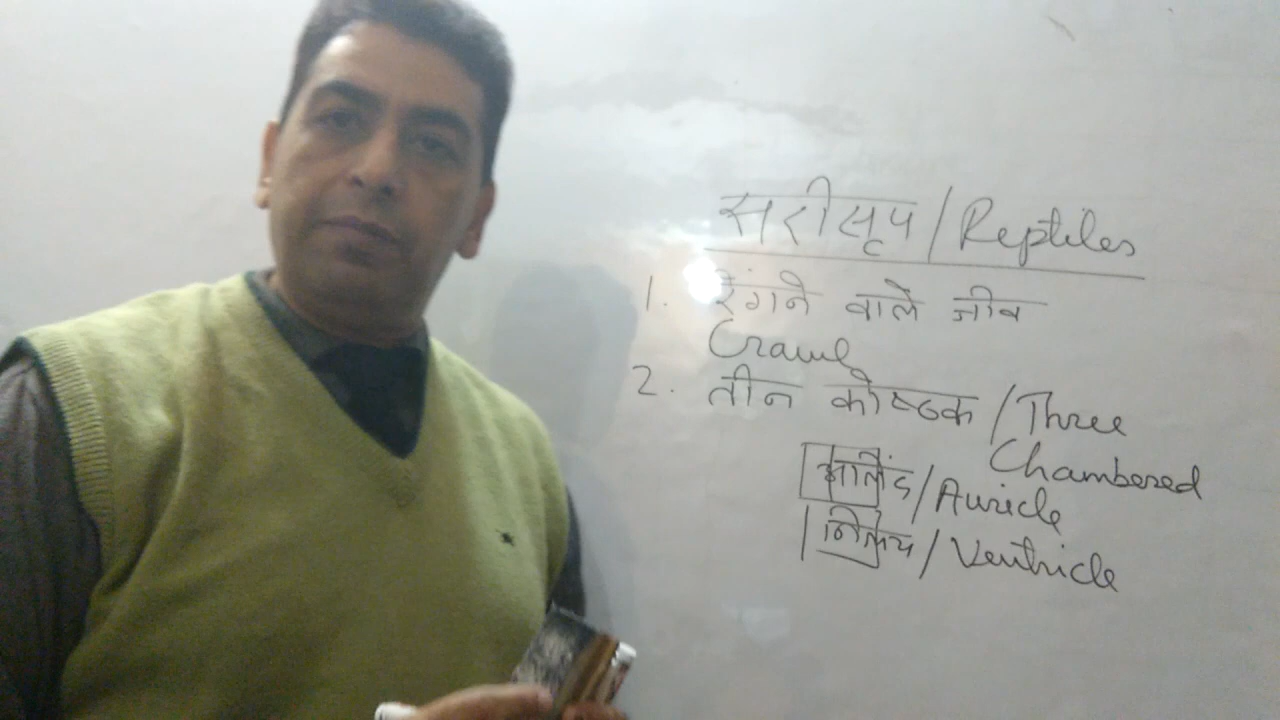 सरीसृप / Reptiles
1. रेंगने वाले जीव
Crawl
2. तीन कोष्ठक / Three
Chambered
आलिंद / Auricle
निलय / Ventricle